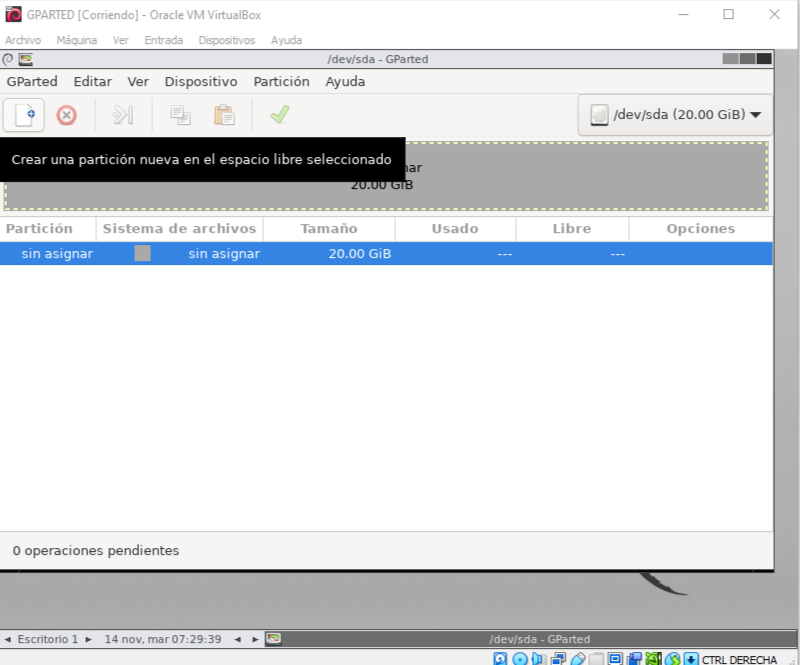 GPARTED [Corriendo] - Oracle VM VirtualBox
Archivo Máquina Ver Entrada Dispositivos Ayuda
/dev/sda - GParted
GParted Editar Ver Dispositivo Partición Ayuda
/dev/sda (20.00 GiB)
Crear una partición nueva en el espacio libre seleccionado
20.00 GiB
Partición Sistema de archivos Tamaño Usado Libre Opciones
sin asignar sin asignar 20.00 GiB --- ---
0 operaciones pendientes
Escritorio 1 14 nov, mar 07:29:39 /dev/sda - GParted
CTRL DERECHA